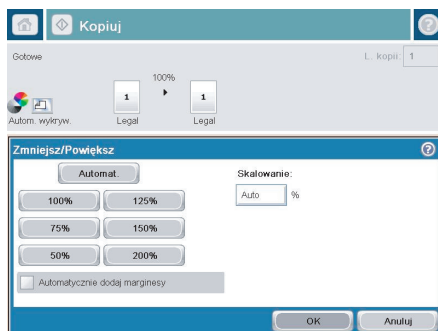 Kopiuj
Gotowe
L. kopii 1
100%
1 1
Autom. wykryw. Legal Legal
Zmniejsz/Powiększ
Automat. Skalowanie:
100% 125% Auto %
75% 150%
50% 200%
Automatycznie dodaj marginesy
OK Anuluj